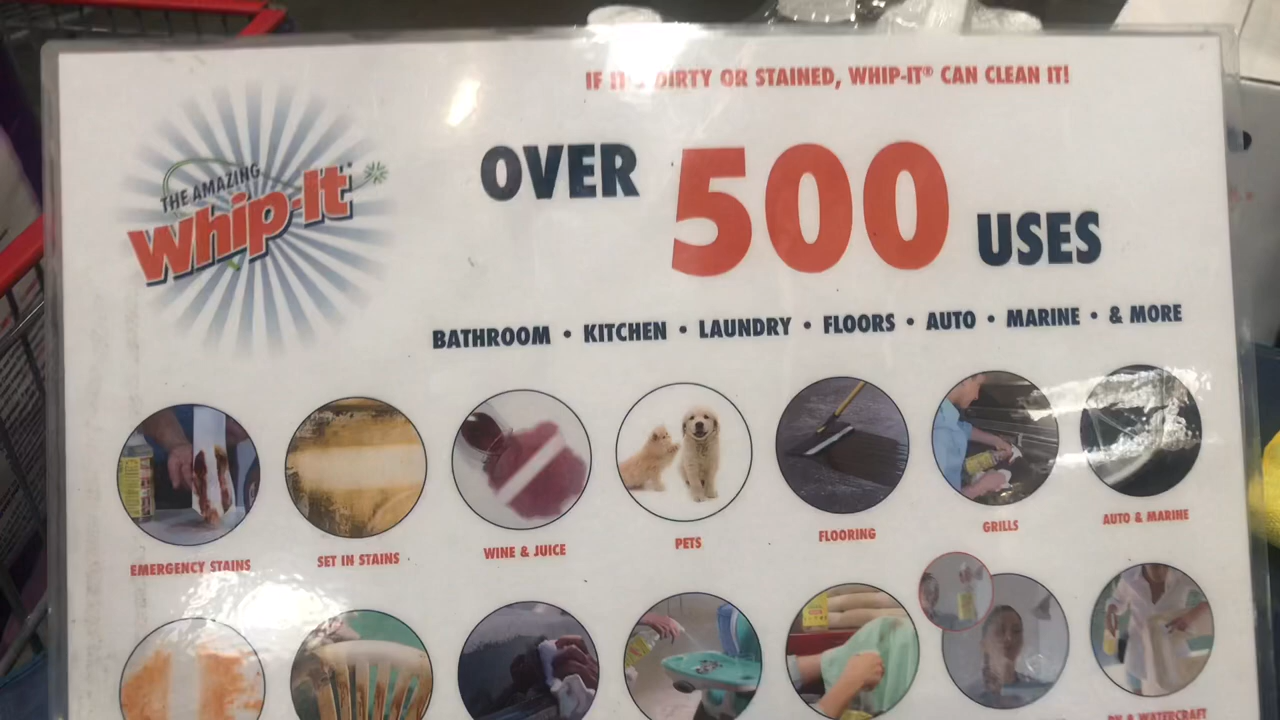 IF IT'S DIRTY OR STAINED, WHIP-IT® CAN CLEAN IT!
THE AMAZING
Whip-It
OVER 500 USES
BATHROOM • KITCHEN • LAUNDRY • FLOORS • AUTO • MARINE • & MORE
EMERGENCY STAINS
SET IN STAINS
WINE & JUICE
PETS
FLOORING
GRILLS
AUTO & MARINE
& WATERCRAFT